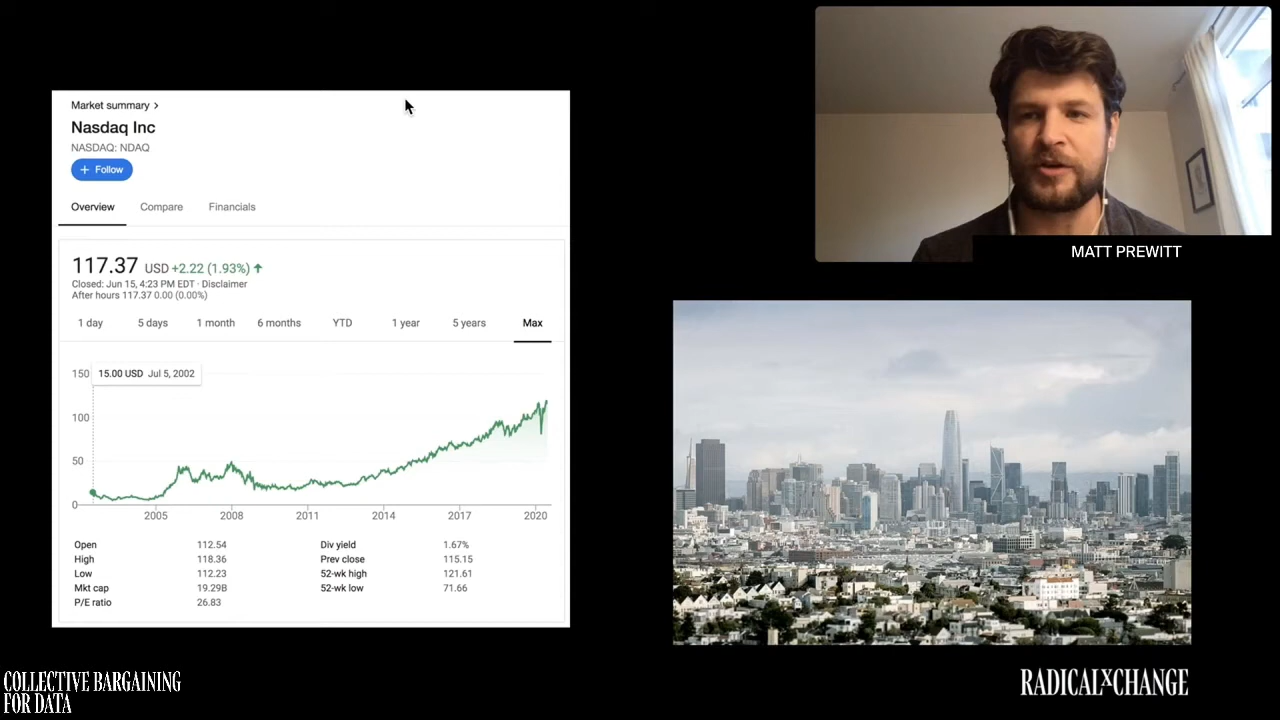 Market summary >
Nasdaq Inc
NASDAQ: NDAQ
+ Follow
Overview Compare Financials
117.37 USD +2.22 (1.93%) ↑
Closed: Jun 15, 4:23 PM EDT · Disclaimer
After hours 117.37 0.00 (0.00%)
1 day 5 days 1 month 6 months YTD 1 year 5 years Max
150
15.00 USD Jul 5, 2002
100
50
0
2005 2008 2011 2014 2017 2020
Open 112.54 Div yield 1.67%
High 118.36 Prev close 115.15
Low 112.23 52-wk high 121.61
Mkt cap 19.29B 52-wk low 71.66
P/E ratio 26.83
MATT PREWITT
COLLECTIVE BARGAINING
FOR DATA
RADICALXCHANGE